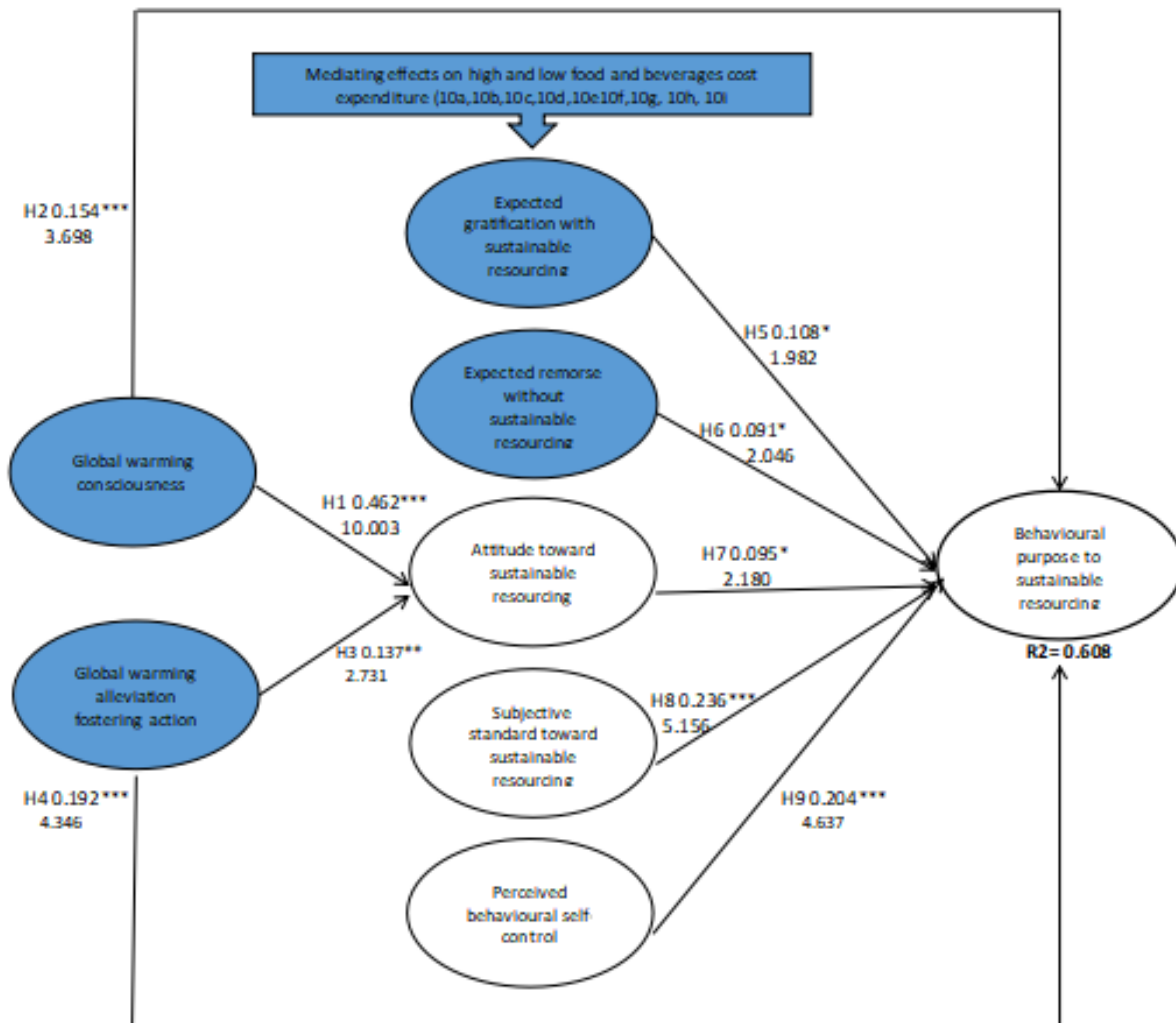 Mediating effects on high and low food and beverages cost
expenditure (10a,10b,10c,10d,10e10f,10g, 10h, 10i
H2 0.154***
3.698
Expected
gratification with
sustainable
resourcing
H5 0.108*
1.982
Expected remorse
without
sustainable
resourcing
H6 0.091*
2.046
Global warming
consciousness
H1 0.462***
10.003
Attitude toward
sustainable
resourcing
H7 0.095*
2.180
Behavioural
purpose to
sustainable
resourcing
R2= 0.608
Global warming
alleviation
fostering action
H3 0.137**
2.731
Subjective
standard toward
sustainable
resourcing
H8 0.236***
5.156
H4 0.192***
4.346
H9 0.204***
4.637
Perceived
behavioural self-
control